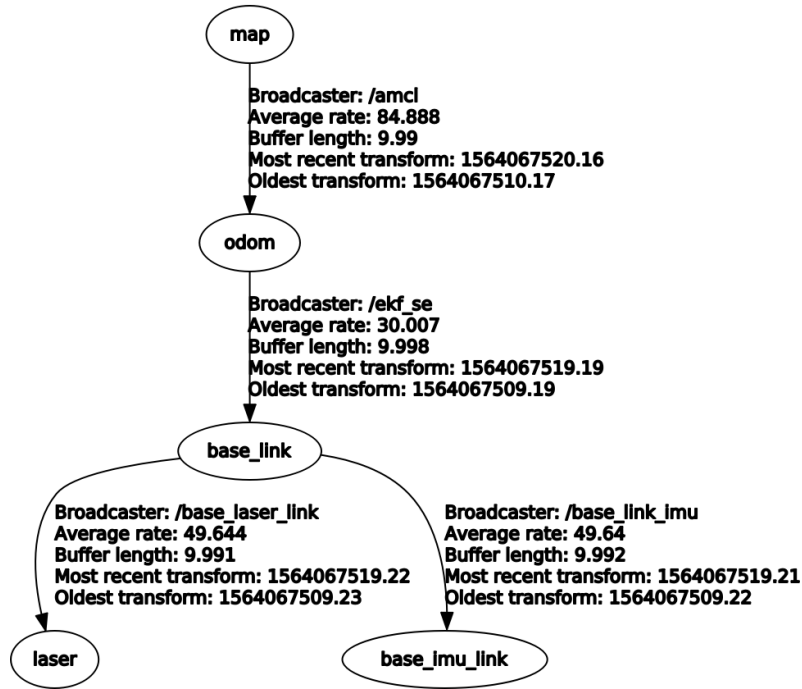 map
Broadcaster: /amcl
Average rate: 84.888
Buffer length: 9.99
Most recent transform: 1564067520.16
Oldest transform: 1564067510.17
odom
Broadcaster: /ekf_se
Average rate: 30.007
Buffer length: 9.998
Most recent transform: 1564067519.19
Oldest transform: 1564067509.19
base_link
Broadcaster: /base_laser_link
Average rate: 49.644
Buffer length: 9.991
Most recent transform: 1564067519.22
Oldest transform: 1564067509.23
Broadcaster: /base_link_imu
Average rate: 49.64
Buffer length: 9.992
Most recent transform: 1564067519.21
Oldest transform: 1564067509.22
laser
base_imu_link